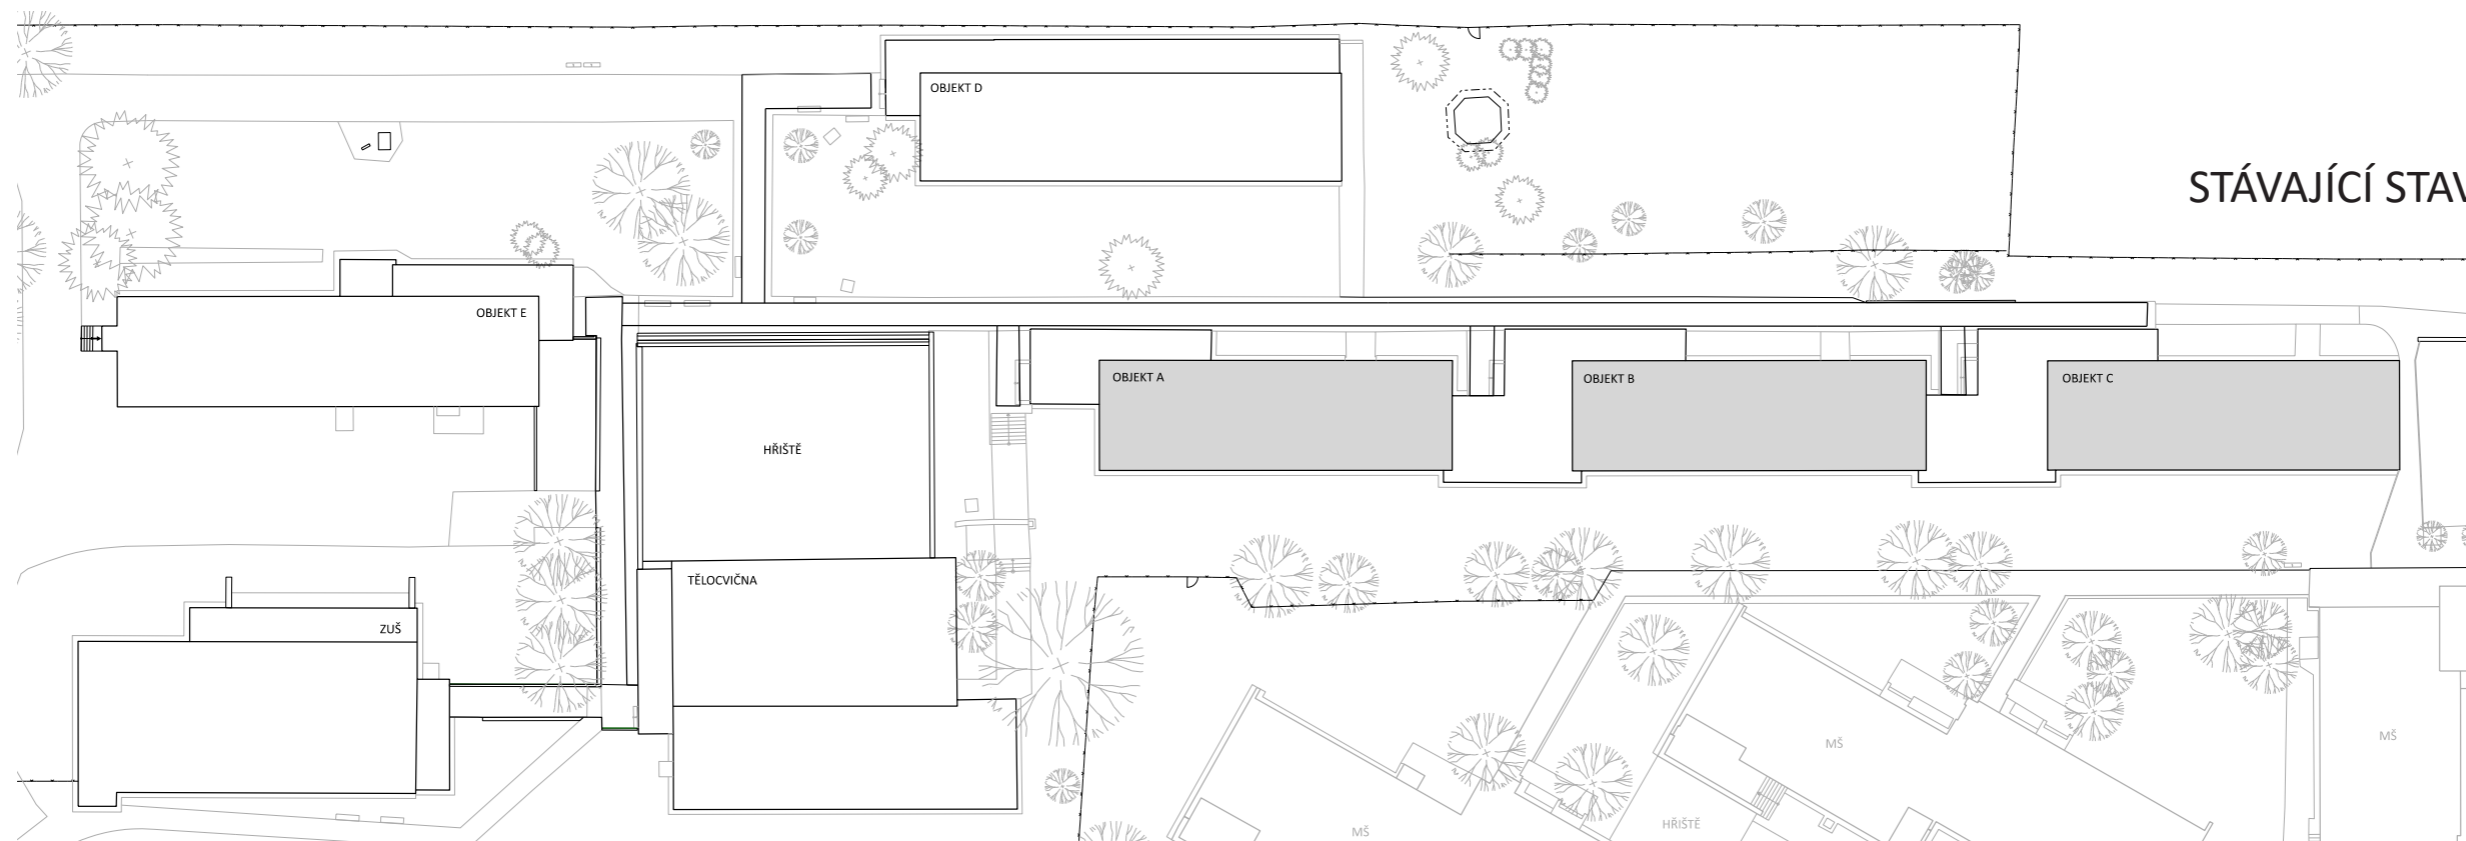 OBJEKT D
STÁVAJÍCÍ STAV
OBJEKT E
OBJEKT A
OBJEKT B
OBJEKT C
HŘIŠTĚ
TĚLOCVIČNA
ZUŠ
MŠ
MŠ
MŠ
HŘIŠTĚ